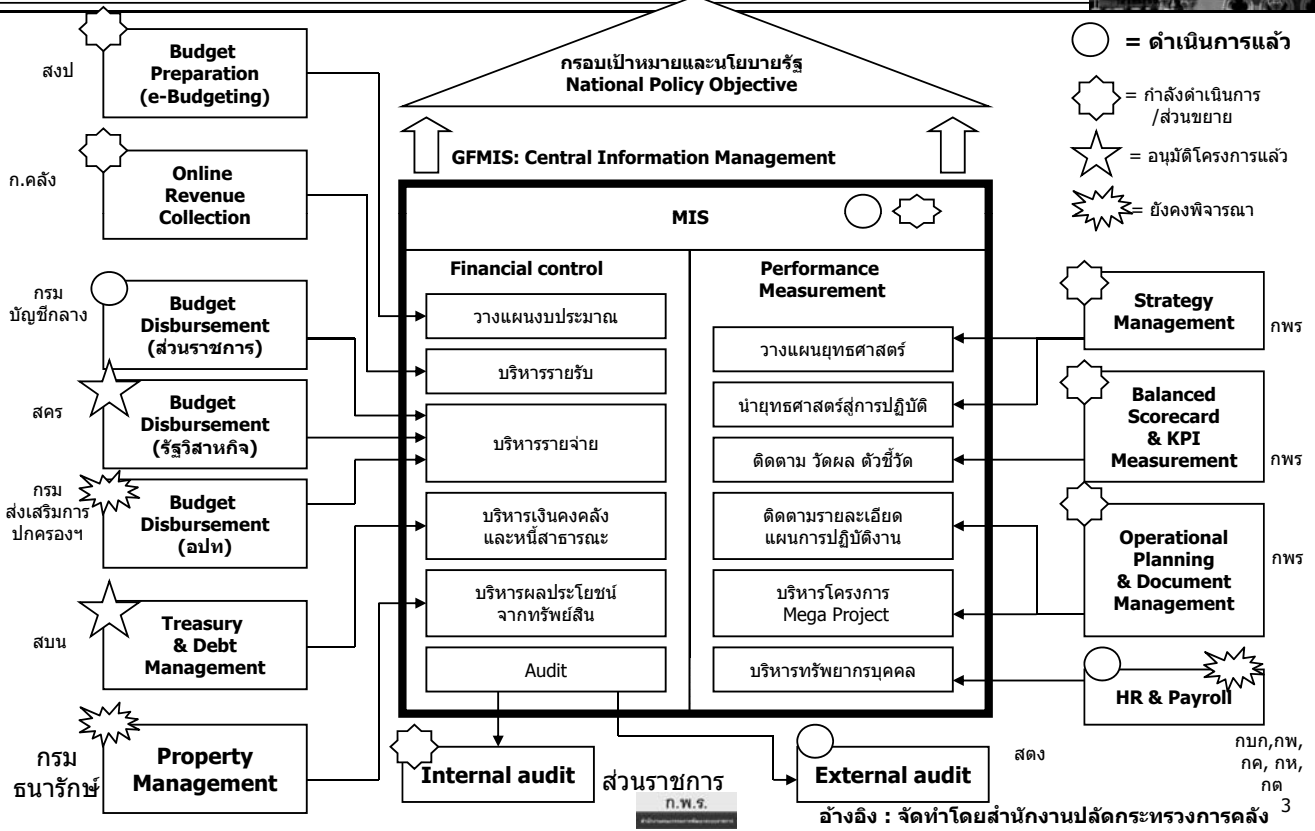 กรอบเป้าหมายและนโยบายรัฐ
National Policy Objective
GFMIS: Central Information Management
= ดำเนินการแล้ว
= กำลังดำเนินการ
/ส่วนขยาย
= อนุมัติโครงการแล้ว
= ยังคงพิจารณา
สงป
Budget
Preparation
(e-Budgeting)
ก.คลัง
Online
Revenue
Collection
กรม
บัญชีกลาง
Budget
Disbursement
(ส่วนราชการ)
สคร
Budget
Disbursement
(รัฐวิสาหกิจ)
กรม
ส่งเสริมการ
ปกครองฯ
Budget
Disbursement
(อปท)
สบน
Treasury
& Debt
Management
กรม
ธนารักษ์
Property
Management
MIS
Financial control
วางแผนงบประมาณ
บริหารรายรับ
บริหารรายจ่าย
บริหารเงินคงคลัง
และหนี้สาธารณะ
บริหารผลประโยชน์
จากทรัพย์สิน
Audit
Performance
Measurement
วางแผนยุทธศาสตร์
นำยุทธศาสตร์สู่การปฏิบัติ
ติดตาม วัดผล ตัวชี้วัด
ติดตามรายละเอียด
แผนการปฏิบัติงาน
บริหารโครงการ
Mega Project
บริหารทรัพยากรบุคคล
Strategy
Management
กพร
Balanced
Scorecard
& KPI
Measurement
กพร
Operational
Planning
& Document
Management
กพร
HR & Payroll
กบก,กพ,
กค, กห,
กต
Internal audit
ส่วนราชการ
External audit
สตง
ก.พ.ร.
อ้างอิง : จัดทำโดยสำนักงานปลัดกระทรวงการคลัง
3